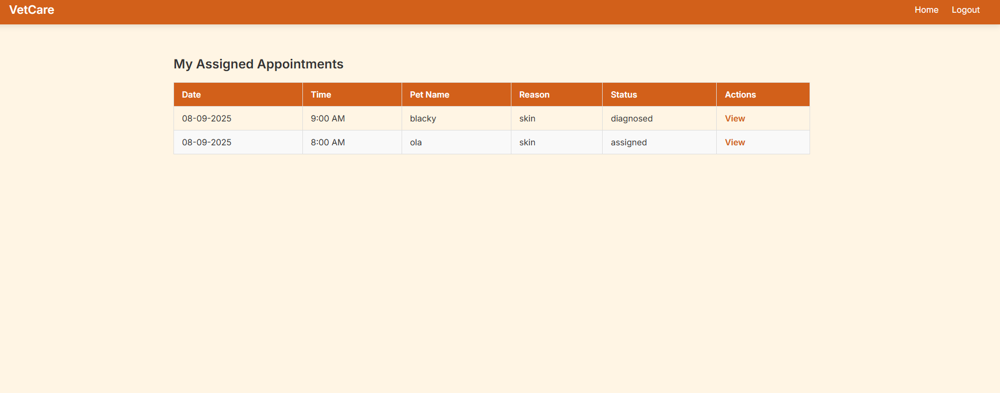 VetCare Home Logout
My Assigned Appointments
Date Time Pet Name Reason Status Actions
08-09-2025 9:00 AM blacky skin diagnosed View
08-09-2025 8:00 AM ola skin assigned View